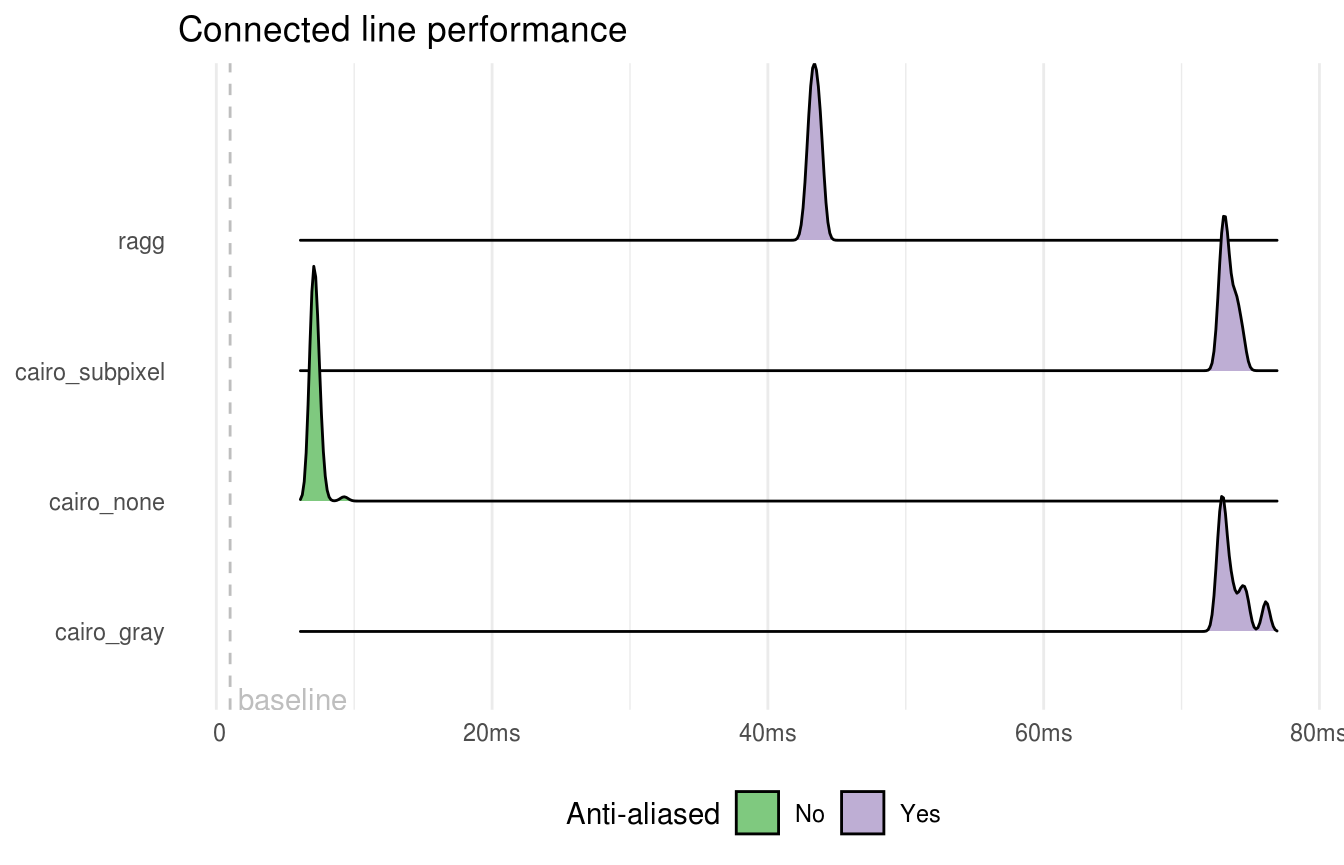 Connected line performance
ragg
cairo_subpixel
cairo_none
cairo_gray
baseline
0 20ms 40ms 60ms 80ms
Anti-aliased No Yes